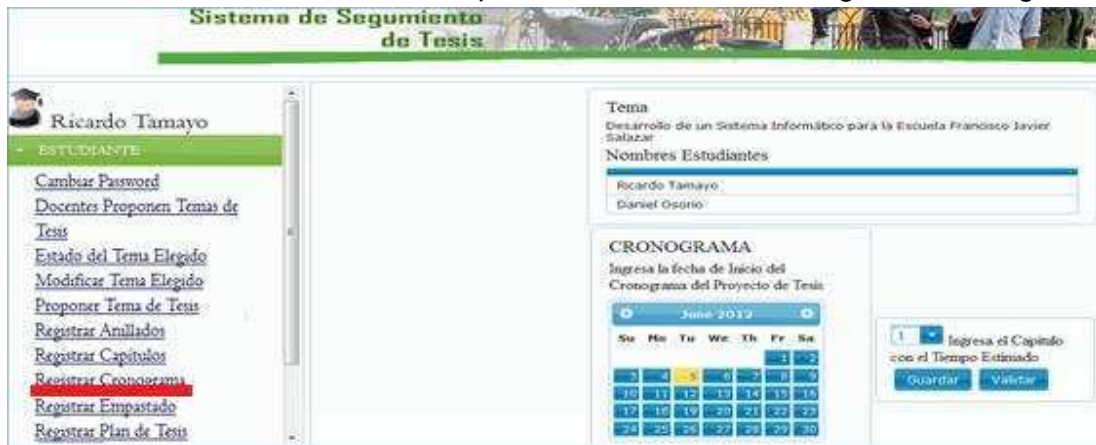 Sistema de Segumiento
de Tesis
Ricardo Tamayo
ESTUDIANTE
Cambiar Password
Docentes Proponen Temas de
Tesis
Estado del Tema Elegido
Modificar Tema Elegido
Proponer Tema de Tesis
Registrar Anillados
Registrar Capitulos
Registrar Cronograma
Registrar Empastado
Registrar Plan de Tesis
Tema
Desarrollo de un Sistema Informático para la Escuela Francisco Javier
Salazar
Nombres Estudiantes
Ricardo Tamayo
Daniel Osorio
CRONOGRAMA
Ingresa la fecha de Inicio del
Cronograma del Proyecto de Tesis
2012
Su Mo Tu We Th Fr Sa
1 2
3 4 5 6 7 8 9
10 11 12 13 14 15 16
17 18 19 20 21 22 23
24 25 26 27 28 29 30
1 Ingresa el Capitulo
con el Tiempo Estimado
Guardar Validar